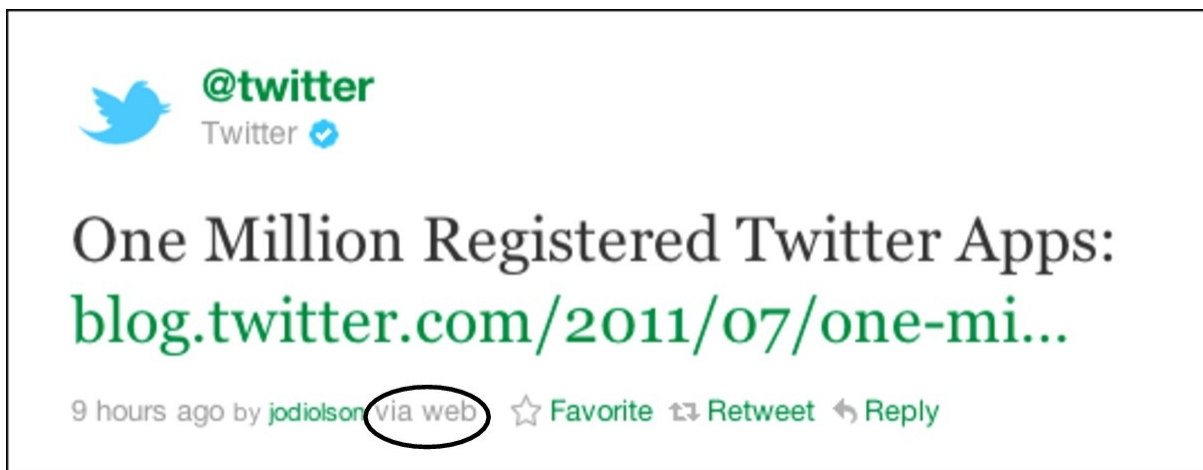 @twitter
Twitter
One Million Registered Twitter Apps:
blog.twitter.com/2011/07/one-mi...
9 hours ago by jodiolson via web Favorite Retweet Reply